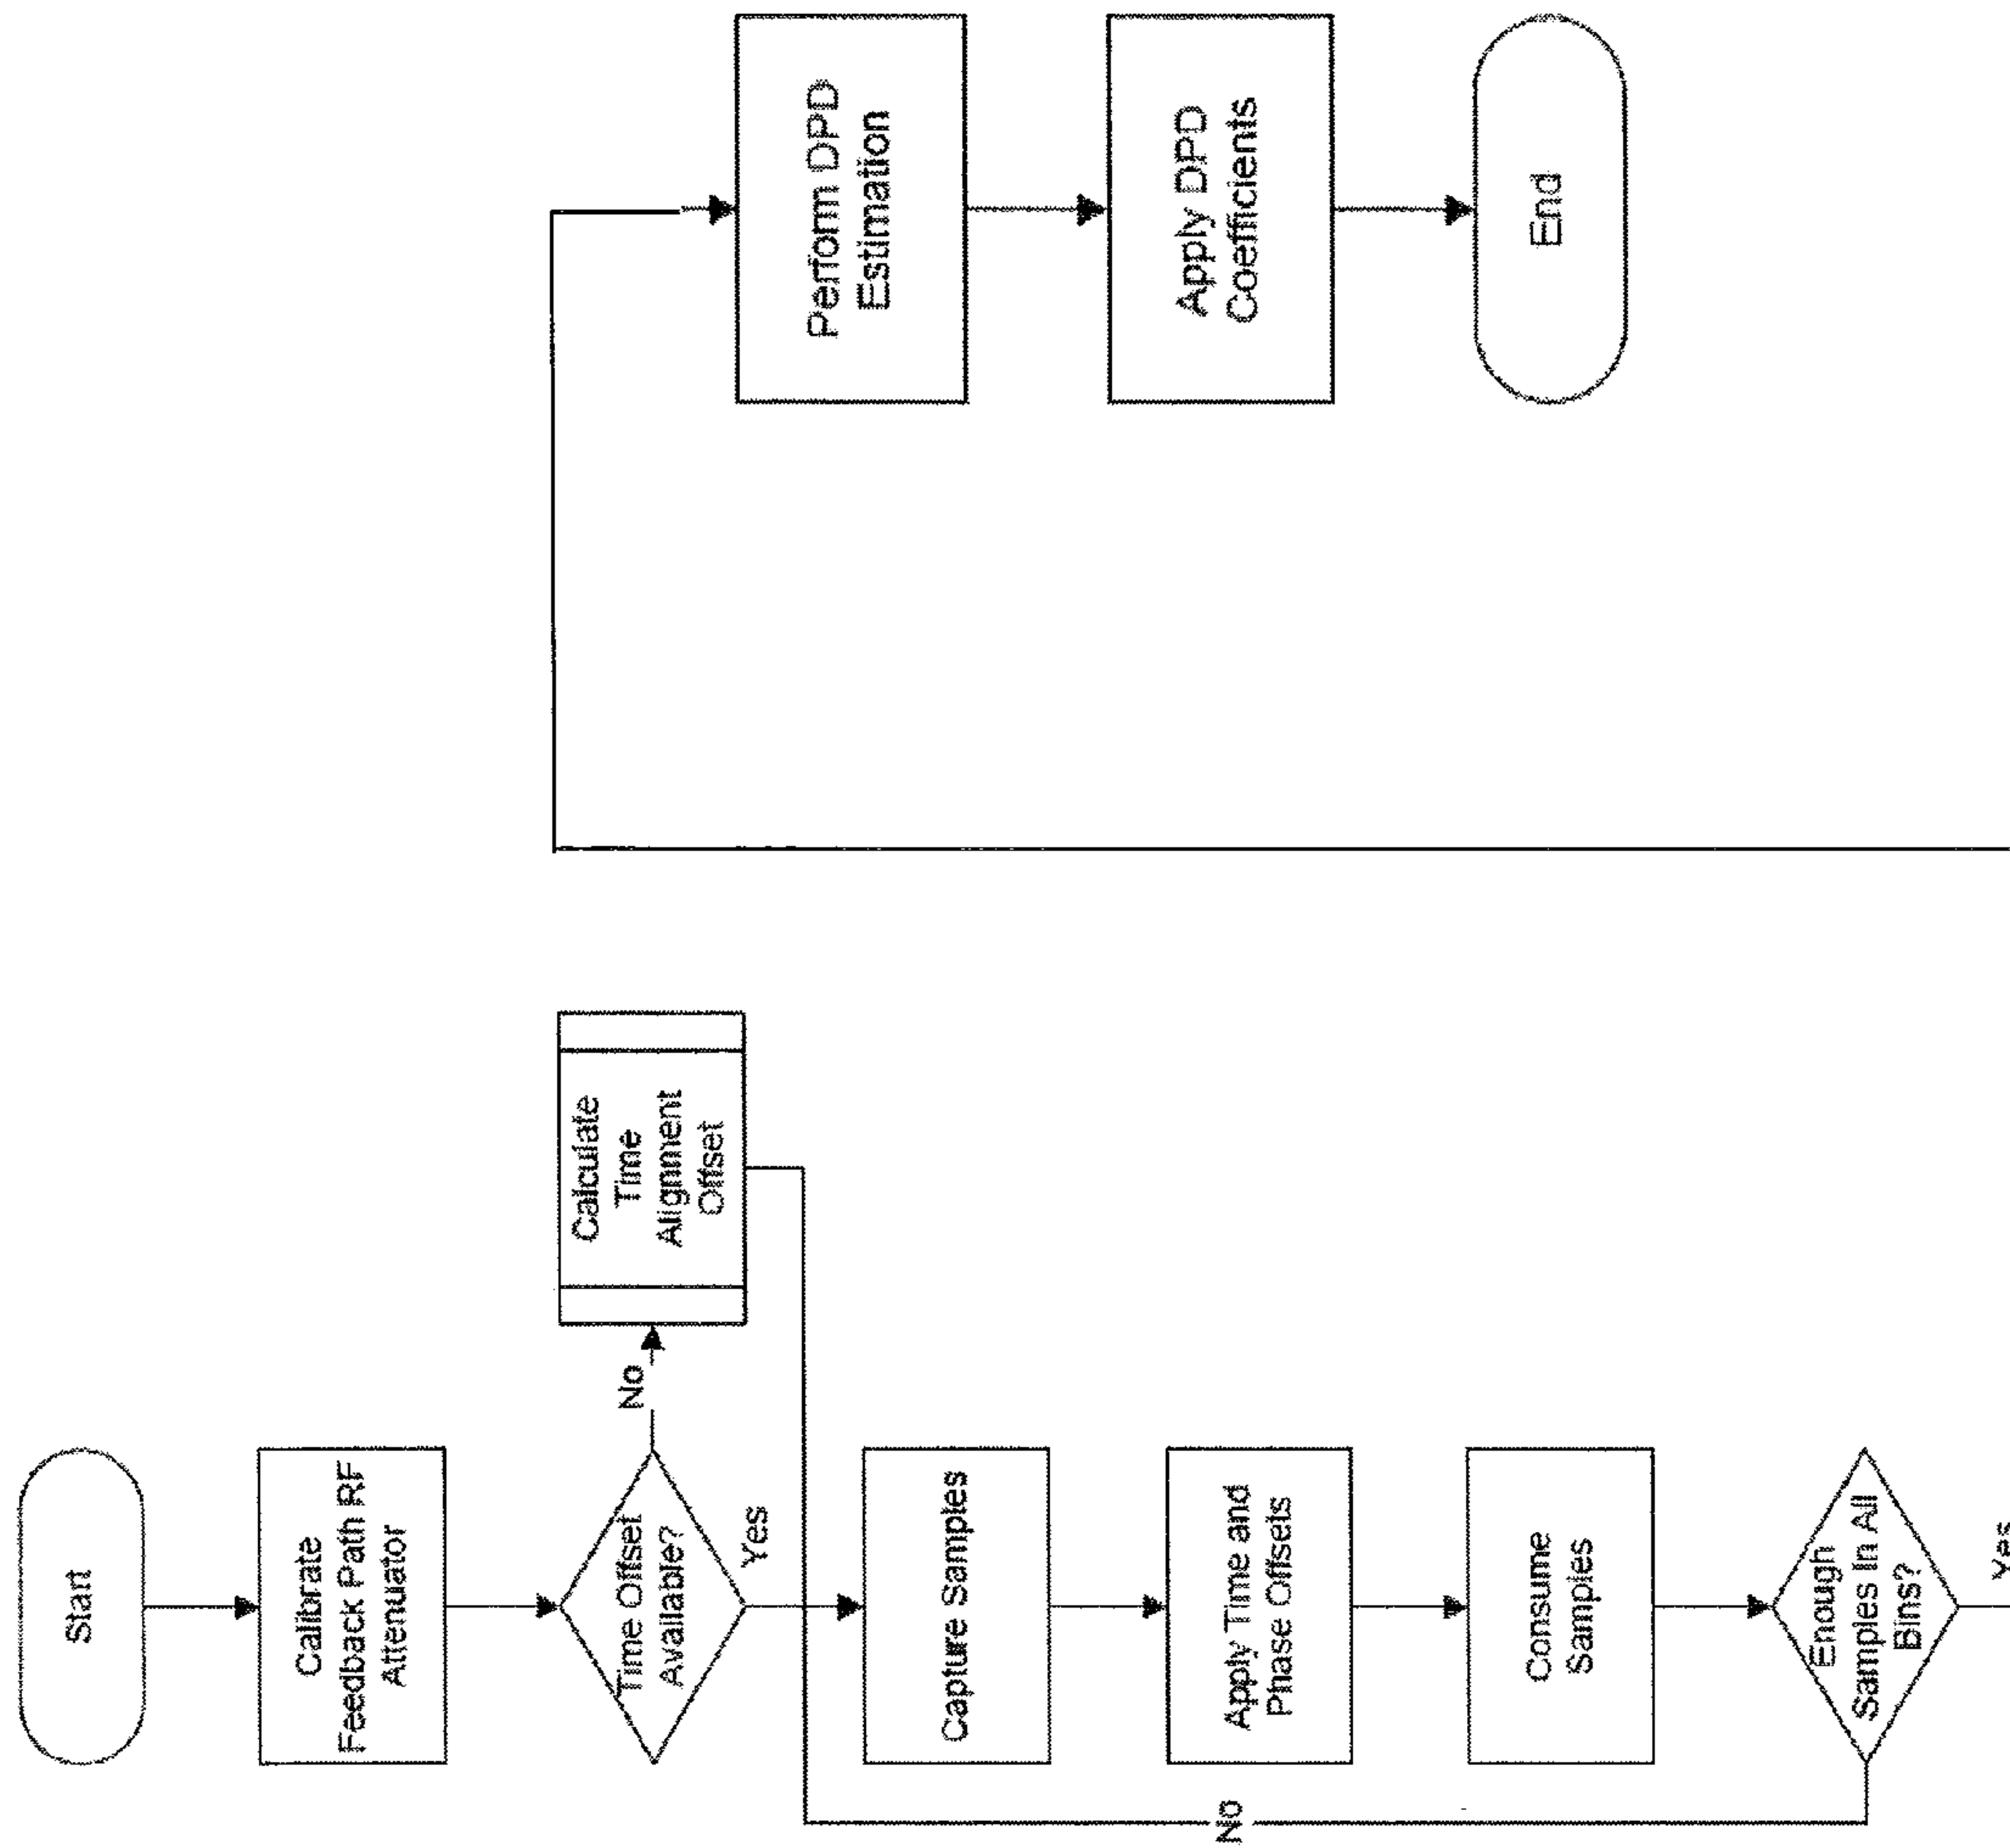 Start
Calibrate
Feedback Path RF
Attenuator
Time Offset
Available?
No
Calculate
Time
Alignment
Offset
Yes
Capture Samples
Apply Time and
Phase Offsets
Consume
Samples
Enough
Samples In All
Bins?
No
Yes
Perform DPD
Estimation
Apply DPD
Coefficients
End